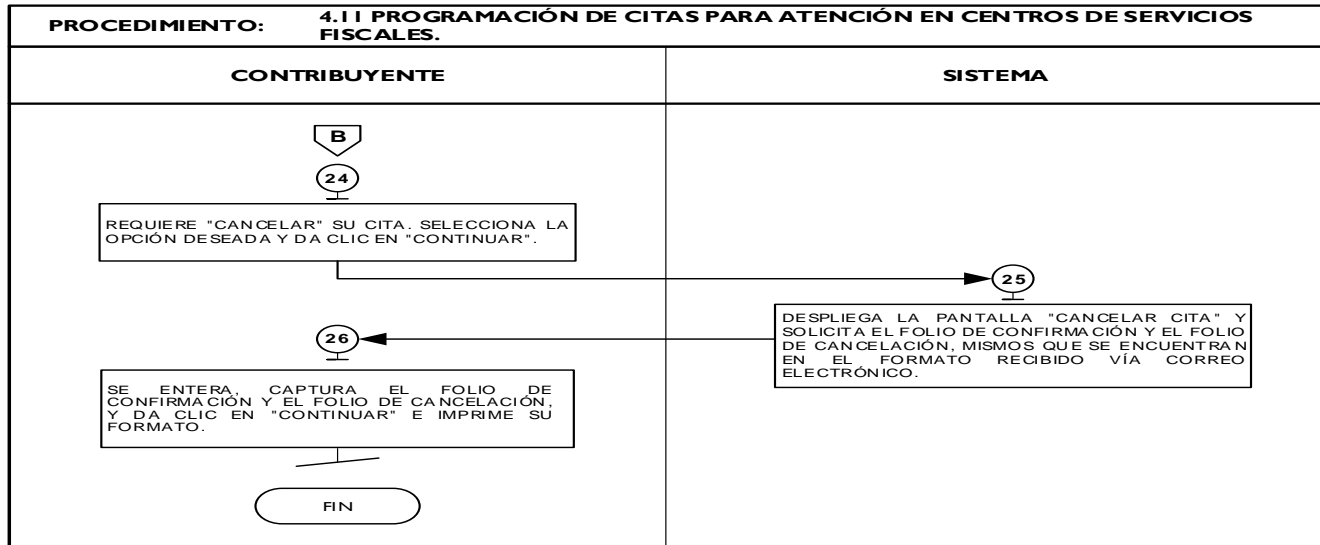 PROCEDIMIENTO:
4.11 PROGRAMACIÓN DE CITAS PARA ATENCIÓN EN CENTROS DE SERVICIOS
FISCALES.
CONTRIBUYENTE
SISTEMA
B
24
REQUIERE "CANCELAR" SU CITA. SELECCIONA LA
OPCIÓN DESEADA Y DA CLIC EN "CONTINUAR".
25
DESPLIEGA LA PANTALLA "CANCELAR CITA" Y
SOLICITA EL FOLIO DE CONFIRMACIÓN Y EL FOLIO
DE CANCELACIÓN, MISMOS QUE SE ENCUENTRAN
EN EL FORMATO RECIBIDO VÍA CORREO
ELECTRÓNICO.
26
SE ENTERA, CAPTURA EL FOLIO DE
CONFIRMACIÓN Y EL FOLIO DE CANCELACIÓN,
Y DA CLIC EN "CONTINUAR" E IMPRIME SU
FORMATO.
FIN